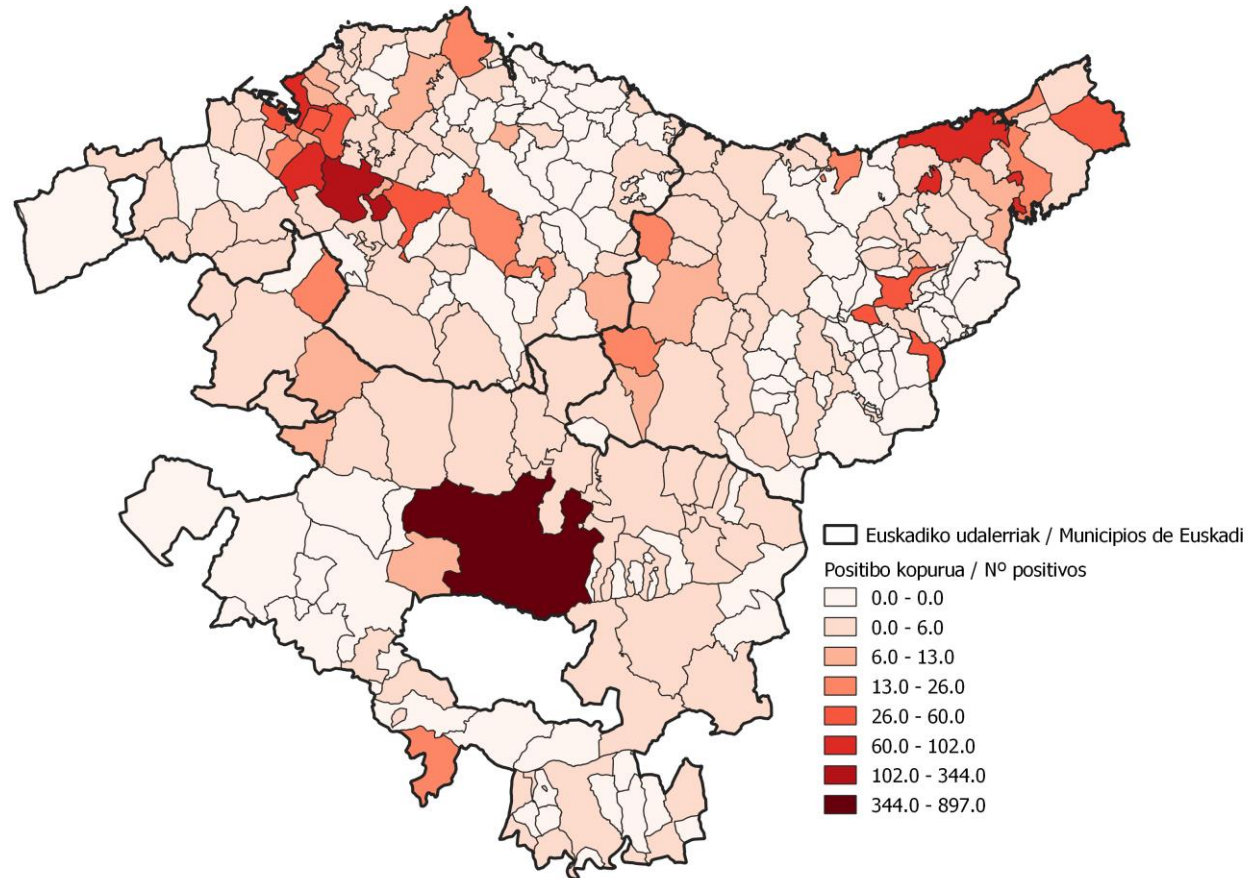 Euskadiko udalerriak / Municipios de Euskadi
Positibo kopurua / Nº positivos
0.0 - 0.0
0.0 - 6.0
6.0 - 13.0
13.0 - 26.0
26.0 - 60.0
60.0 - 102.0
102.0 - 344.0
344.0 - 897.0